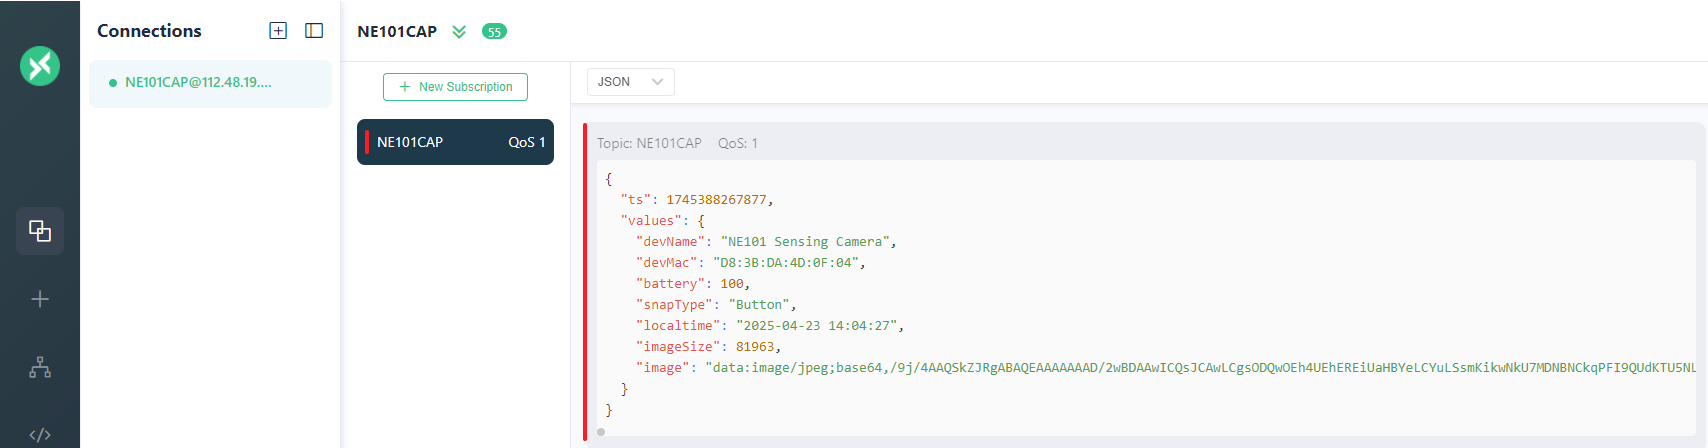 Connections
NE101CAP@112.48.19....
NE101CAP
55
New Subscription
NE101CAP QoS 1
JSON
Topic: NE101CAP QoS: 1
{
"ts": 1745388267877,
"values": {
"devName": "NE101 Sensing Camera",
"devMac": "D8:3B:DA:4D:0F:04",
"battery": 100,
"snapType": "Button",
"localtime": "2025-04-23 14:04:27",
"imageSize": 81963,
"image": "data:image/jpeg;base64,/9j/4AAQSkZJRgABAQEAAAAAAAD/2wBDAAwICQsJCAwLCgsODQwOEh4UEhEREiUaHBYeLCYuLSsmKikwNkU7MDNBNCkqPFI9QUdKTU5NL
}
}